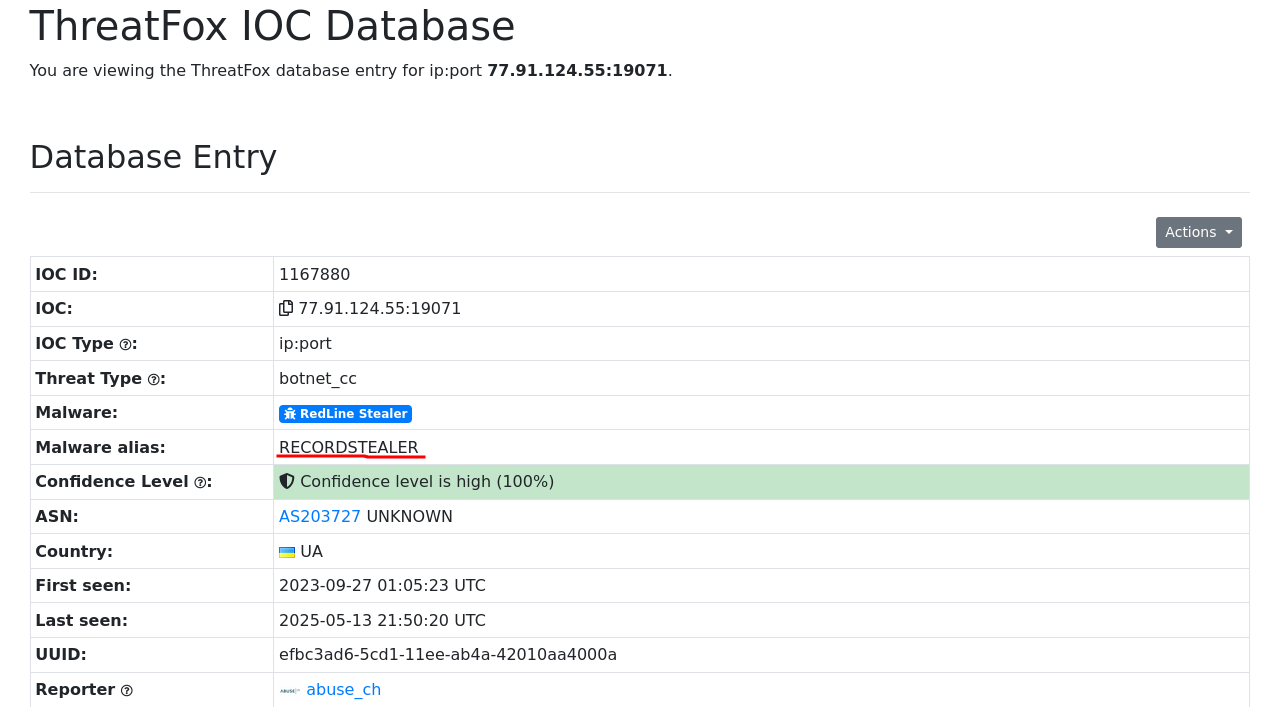 ThreatFox IOC Database
You are viewing the ThreatFox database entry for ip:port 77.91.124.55:19071.
Database Entry
Actions
IOC ID: 1167880
IOC: 77.91.124.55:19071
IOC Type ?: ip:port
Threat Type ?: botnet_cc
Malware: RedLine Stealer
Malware alias: RECORDSTEALER
Confidence Level ?: Confidence level is high (100%)
ASN: AS203727 UNKNOWN
Country: UA
First seen: 2023-09-27 01:05:23 UTC
Last seen: 2025-05-13 21:50:20 UTC
UUID: efbc3ad6-5cd1-11ee-ab4a-42010aa4000a
Reporter ? ABUSE abuse_ch